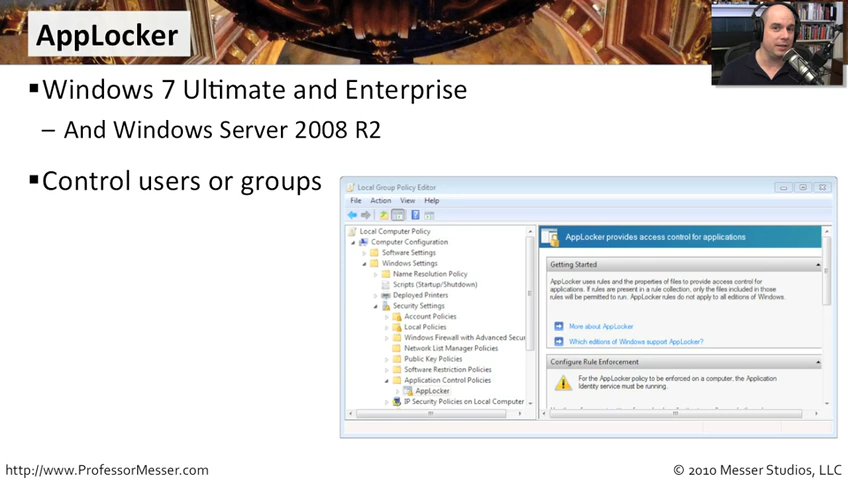 AppLocker
▪Windows 7 Ultimate and Enterprise
– And Windows Server 2008 R2
▪Control users or groups
Local Group Policy Editor
File Action View Help
Local Computer Policy
Computer Configuration
Software Settings
Windows Settings
Name Resolution Policy
Scripts (Startup/Shutdown)
Deployed Printers
Security Settings
Account Policies
Local Policies
Windows Firewall with Advanced Secur
Network List Manager Policies
Public Key Policies
Software Restriction Policies
Application Control Policies
AppLocker
IP Security Policies on Local Computer
AppLocker provides access control for applications
Getting Started
AppLocker uses rules and the properties of files to provide access control for
applications. If rules are present in a rule collection, only the files included in those
rules will be permitted to run. AppLocker rules do not apply to all editions of Windows.
More about AppLocker
Which editions of Windows support AppLocker?
Configure Rule Enforcement
For the AppLocker policy to be enforced on a computer, the Application
Identity service must be running.
http://www.ProfessorMesser.com
© 2010 Messer Studios, LLC